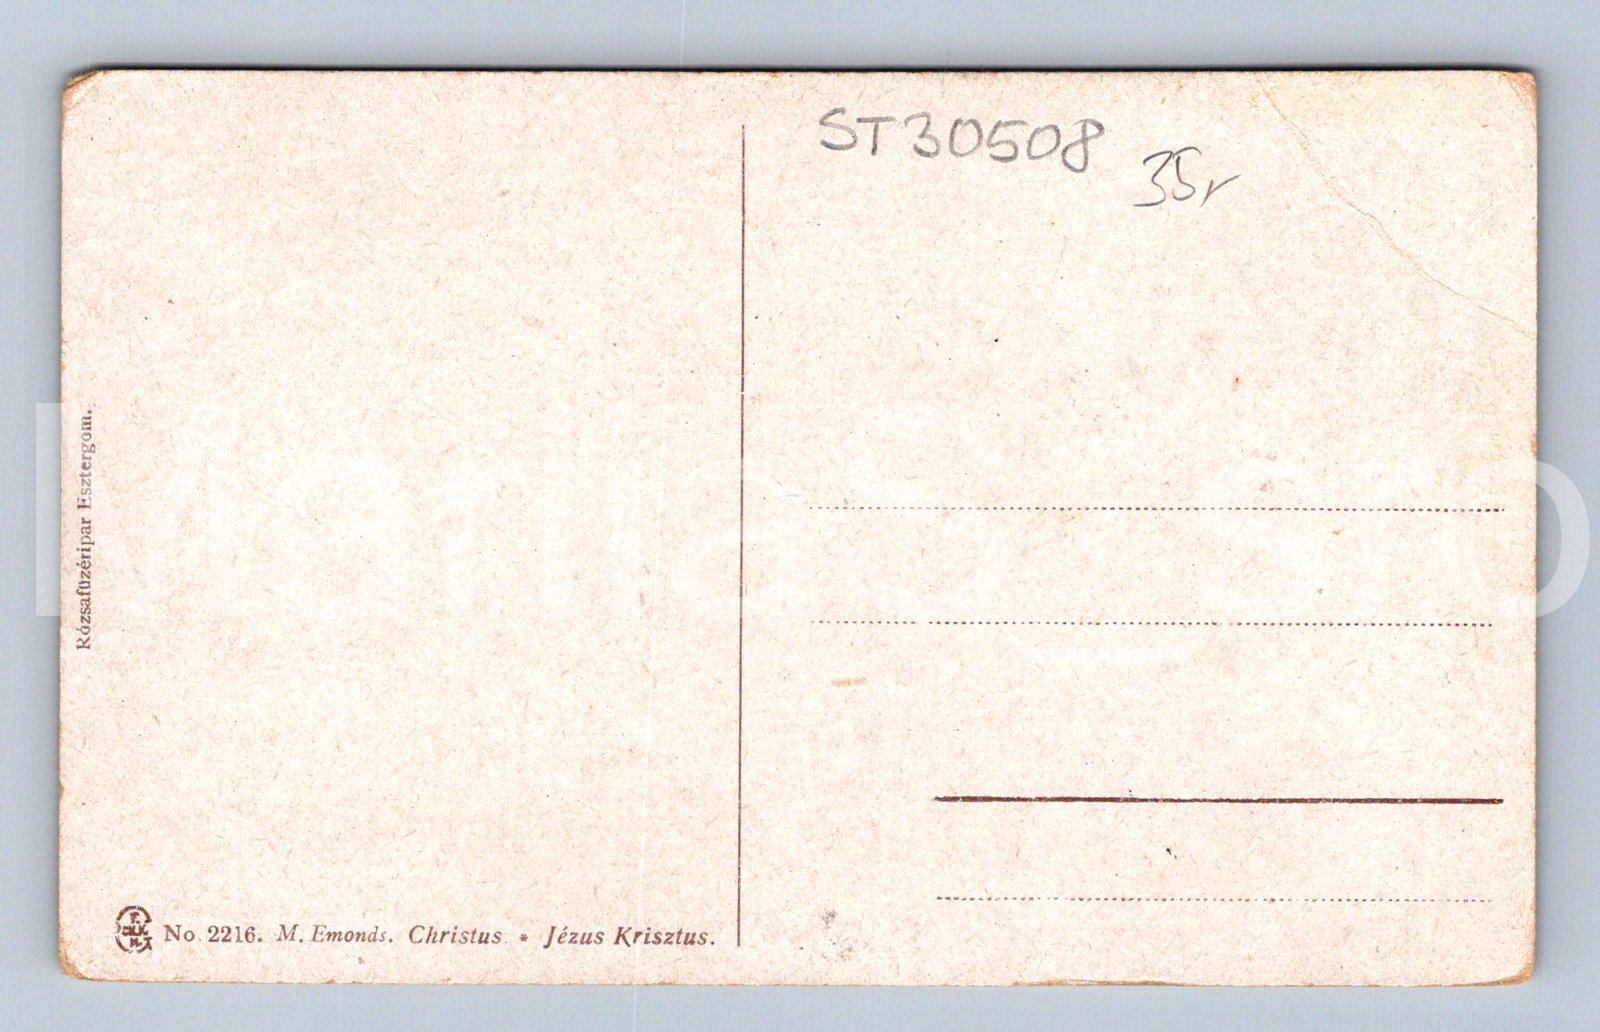 ST30508
35r
Rózsafüzéripar Esztergom.
No. 2216. M. Emonds. Christus * Jézus Krisztus.